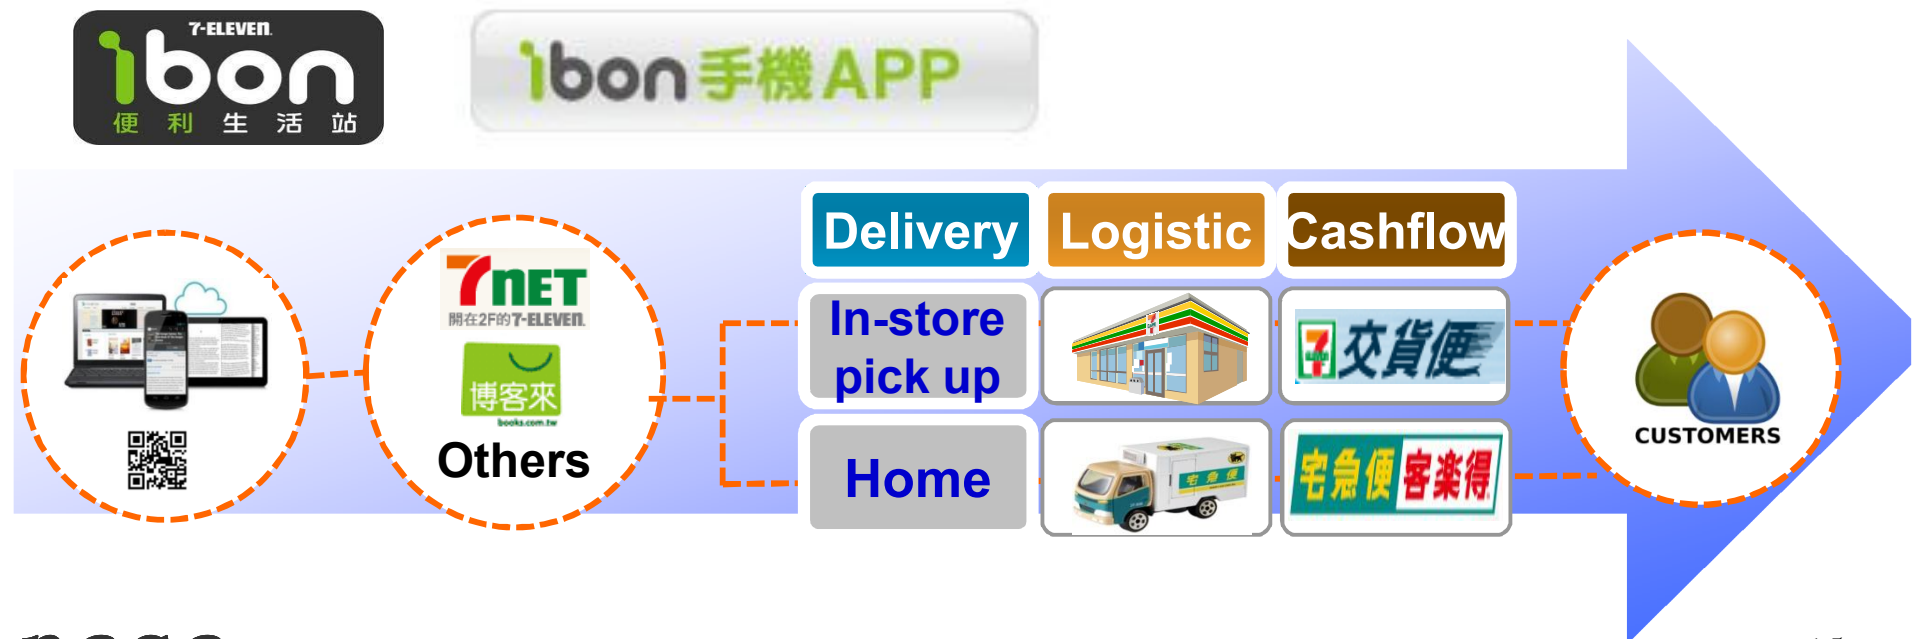 7-ELEVEN.
ibon
便利生活站
ibon手機APP
7NET
開在2F的7-ELEVEN.
博客來
books.com.tw
Others
Delivery
Logistic
Cashflow
In-store
pick up
7
ELEVEN
交貨便
Home
宅急便
宅急便
客楽得
CUSTOMERS